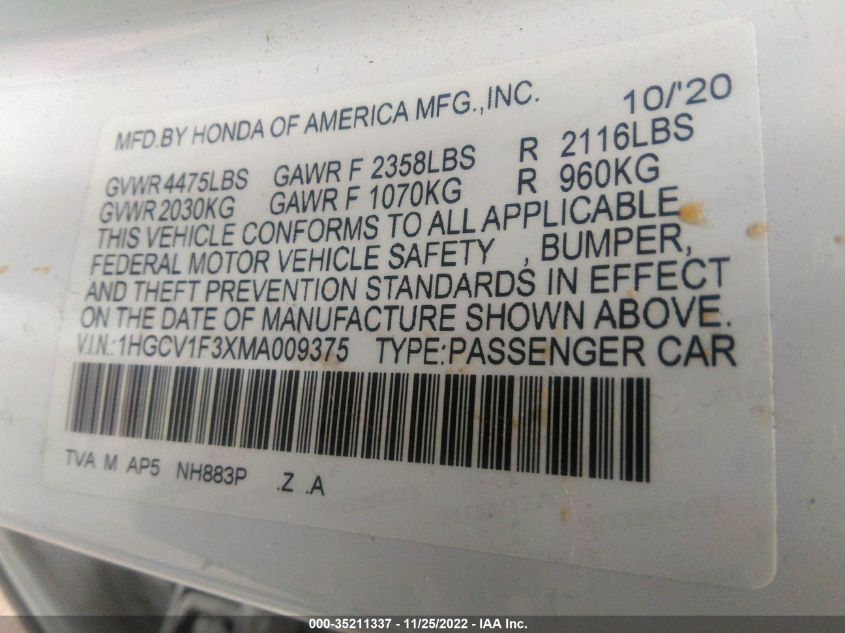 MFD.BY HONDA OF AMERICA MFG.,INC. 10/'20
GVWR 4475LBS GAWR F 2358LBS R 2116LBS
GVWR 2030KG GAWR F 1070KG R 960KG
THIS VEHICLE CONFORMS TO ALL APPLICABLE
FEDERAL MOTOR VEHICLE SAFETY , BUMPER,
AND THEFT PREVENTION STANDARDS IN EFFECT
ON THE DATE OF MANUFACTURE SHOWN ABOVE.
V.I.N.:1HGCV1F3XMA009375 TYPE:PASSENGER CAR
TVA M AP5 NH883P .Z .A
000-35211337 - 11/25/2022 - IAA Inc.